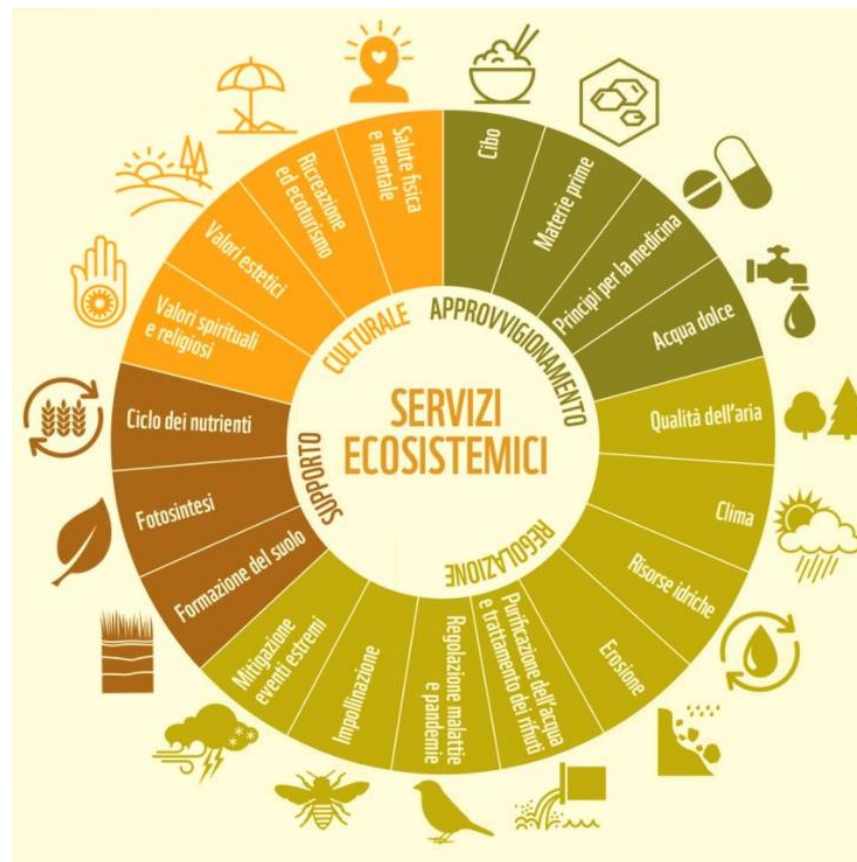 SERVIZI
ECOSISTEMICI
APPROVVIGIONAMENTO
Cibo
Materie prime
Principi per la medicina
Acqua dolce
REGOLAZIONE
Qualità dell'aria
Clima
Risorse idriche
Erosione
Purificazione dell'acqua
e trattamento dei rifiuti
Regolazione malattie
e pandemie
Impollinazione
Mitigazione
eventi estremi
SUPPORTO
Formazione del suolo
Fotosintesi
Ciclo dei nutrienti
CULTURALE
Valori spirituali
e religiosi
Valori estetici
Ricreazione
ed ecoturismo
Salute fisica
e mentale